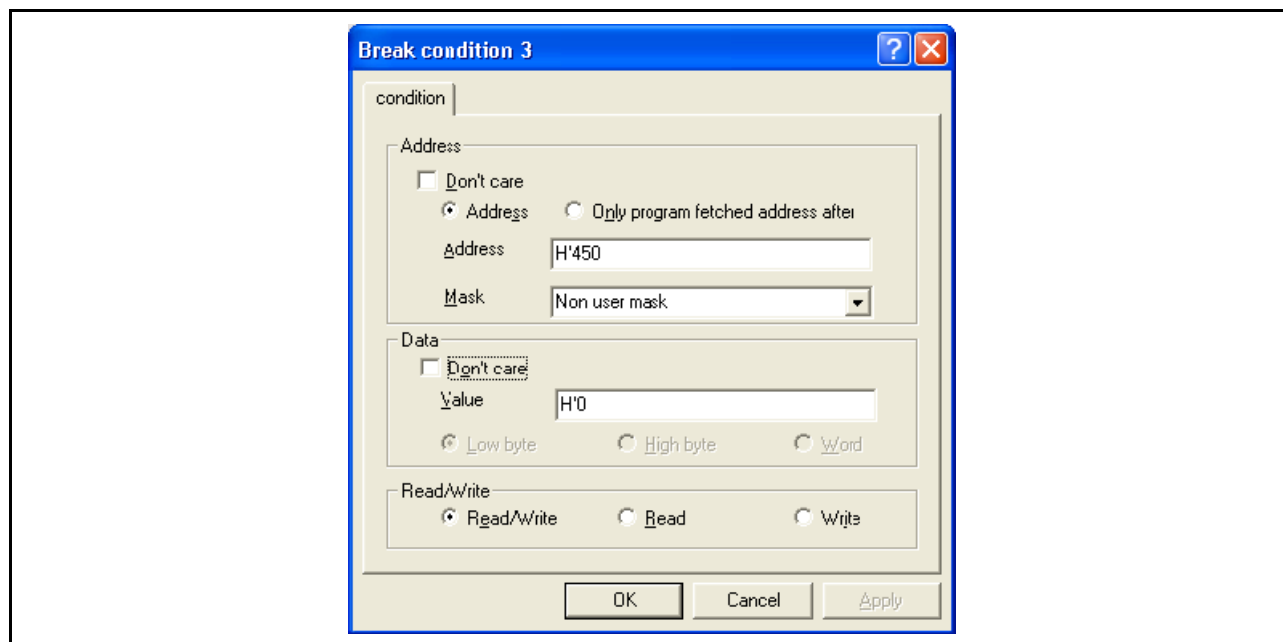 Break condition 3
condition
Address
Don't care
Address Only program fetched address after
Address H'450
Mask Non user mask
Data
Don't care
Value H'0
Low byte High byte Word
Read/Write
Read/Write Read Write
OK Cancel Apply